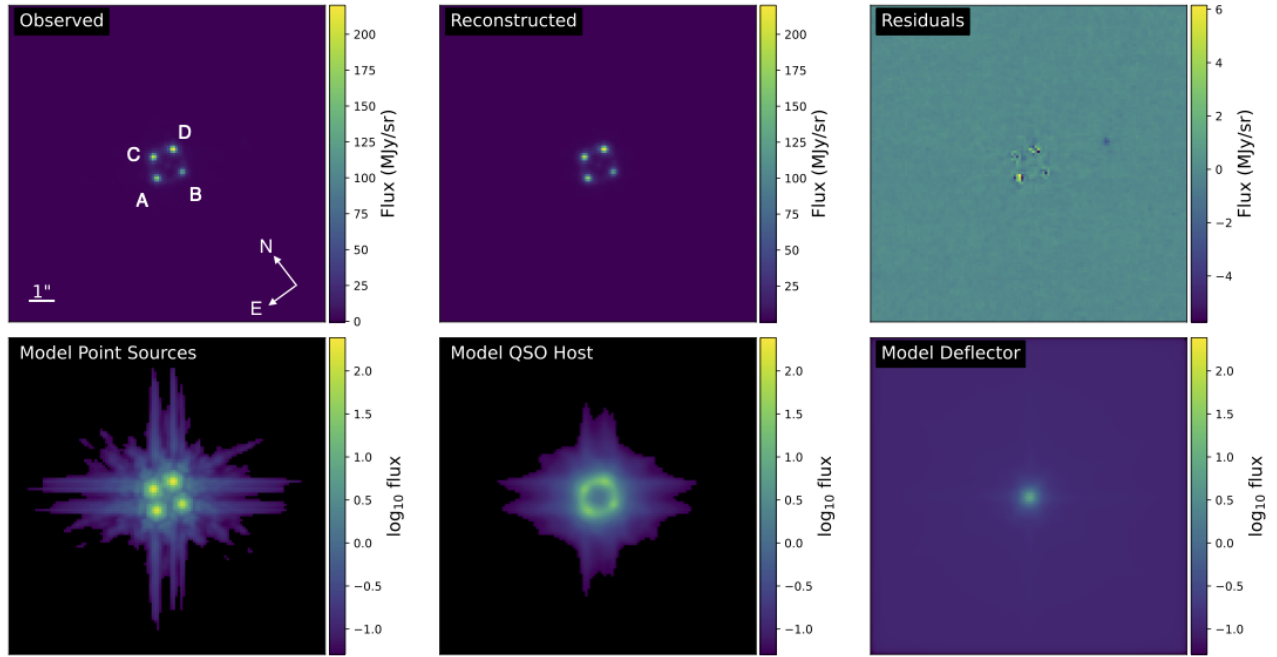 Observed
D
C
A
B
N
E
1"
0
25
50
75
100
125
150
175
200
Flux (MJy/sr)
Reconstructed
25
50
75
100
125
150
175
200
Flux (MJy/sr)
Residuals
−4
−2
0
2
4
6
Flux (MJy/sr)
Model Point Sources
−1.0
−0.5
0.0
0.5
1.0
1.5
2.0
log₁₀ flux
Model QSO Host
−1.0
−0.5
0.0
0.5
1.0
1.5
2.0
log₁₀ flux
Model Deflector
−1.0
−0.5
0.0
0.5
1.0
1.5
2.0
log₁₀ flux